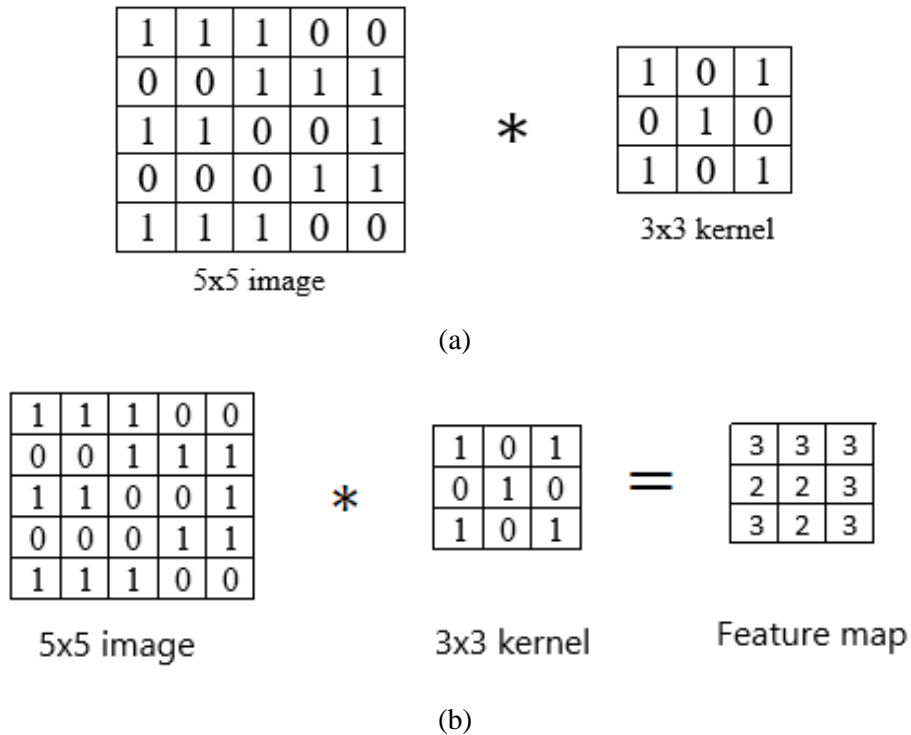 1 1 1 0 0
0 0 1 1 1
1 1 0 0 1
0 0 0 1 1
1 1 1 0 0
5x5 image
*
1 0 1
0 1 0
1 0 1
3x3 kernel
(a)
1 1 1 0 0
0 0 1 1 1
1 1 0 0 1
0 0 0 1 1
1 1 1 0 0
5x5 image
*
1 0 1
0 1 0
1 0 1
3x3 kernel
=
3 3 3
2 2 3
3 2 3
Feature map
(b)